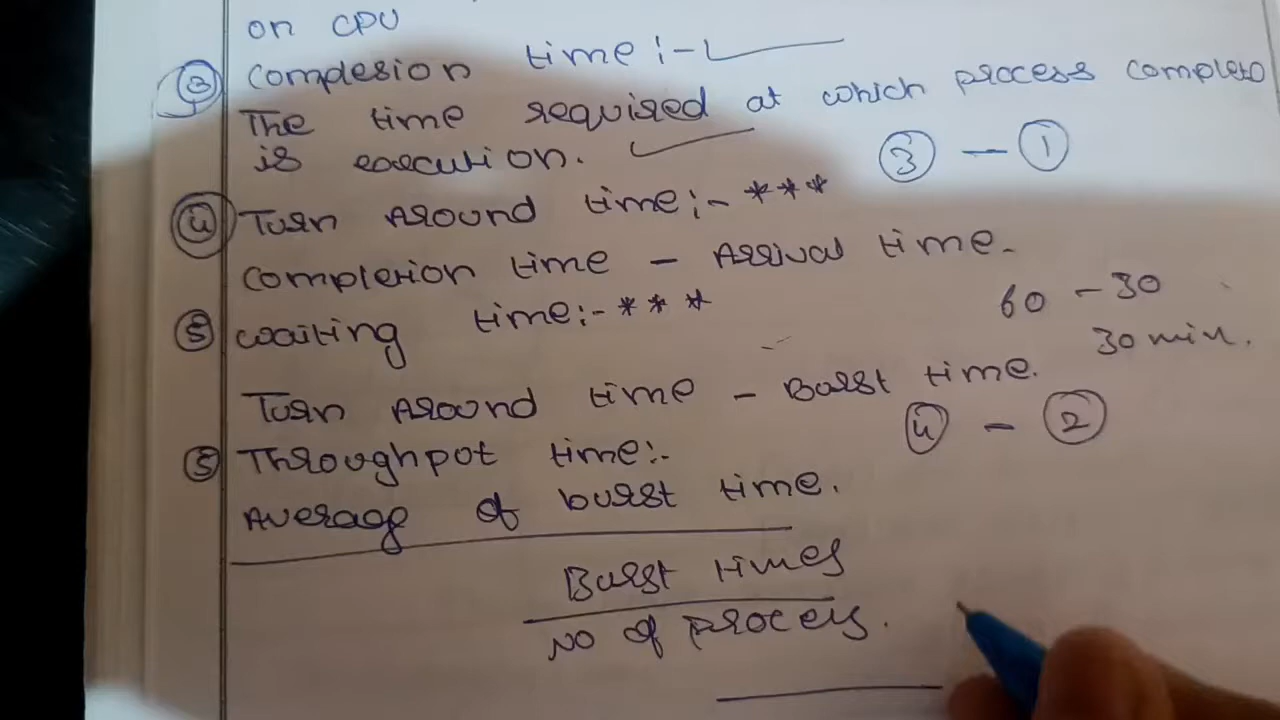 on CPU
③ Complesion time :-
The time required at which process completo
is execution.
③ - ①
④ Turn Around time :- ***
Completion time - Arrival time.
⑤ waiting time :- ***
60 - 30
30 min.
Turn Around time - Burst time.
④ - ②
⑤ Throughpot time :-
Average of burst time.
Burst times
No of process.